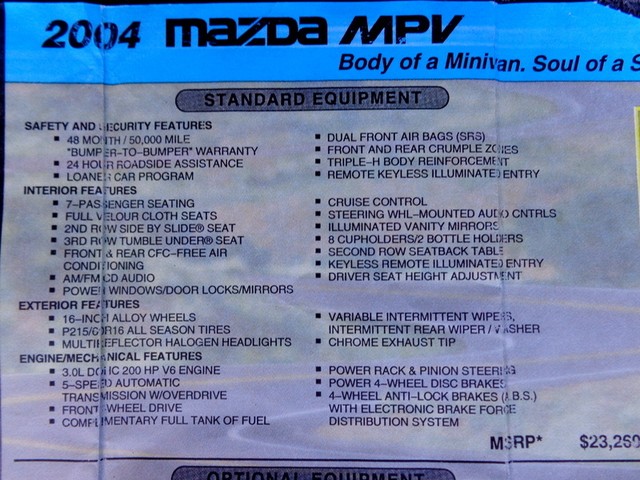 2004 mazda MPV
Body of a Minivan. Soul of a S
STANDARD EQUIPMENT
SAFETY AND SECURITY FEATURES
48 MONTH / 50,000 MILE
"BUMPER-TO-BUMPER" WARRANTY
24 HOUR ROADSIDE ASSISTANCE
LOANER CAR PROGRAM
DUAL FRONT AIR BAGS (SRS)
FRONT AND REAR CRUMPLE ZONES
TRIPLE-H BODY REINFORCEMENT
REMOTE KEYLESS ILLUMINATED ENTRY
INTERIOR FEATURES
7-PASSENGER SEATING
FULL VELOUR CLOTH SEATS
2ND ROW SIDE BY SLIDE® SEAT
3RD ROW TUMBLE UNDER® SEAT
FRONT & REAR CFC-FREE AIR
CONDITIONING
AM/FM CD AUDIO
POWER WINDOWS/DOOR LOCKS/MIRRORS
CRUISE CONTROL
STEERING WHL-MOUNTED AUDIO CNTRLS
ILLUMINATED VANITY MIRRORS
8 CUPHOLDERS/2 BOTTLE HOLDERS
SECOND ROW SEATBACK TABLE
KEYLESS REMOTE ILLUMINATED ENTRY
DRIVER SEAT HEIGHT ADJUSTMENT
EXTERIOR FEATURES
16-INCH ALLOY WHEELS
P215/60R16 ALL SEASON TIRES
MULTIREFLECTOR HALOGEN HEADLIGHTS
VARIABLE INTERMITTENT WIPERS,
INTERMITTENT REAR WIPER / WASHER
CHROME EXHAUST TIP
ENGINE/MECHANICAL FEATURES
3.0L DOHC 200 HP V6 ENGINE
5-SPEED AUTOMATIC
TRANSMISSION W/OVERDRIVE
FRONT WHEEL DRIVE
COMPLIMENTARY FULL TANK OF FUEL
POWER RACK & PINION STEERING
POWER 4-WHEEL DISC BRAKES
4-WHEEL ANTI-LOCK BRAKES (A.B.S.)
WITH ELECTRONIC BRAKE FORCE
DISTRIBUTION SYSTEM
MSRP* $23,260
OPTIONAL EQUIPMENT